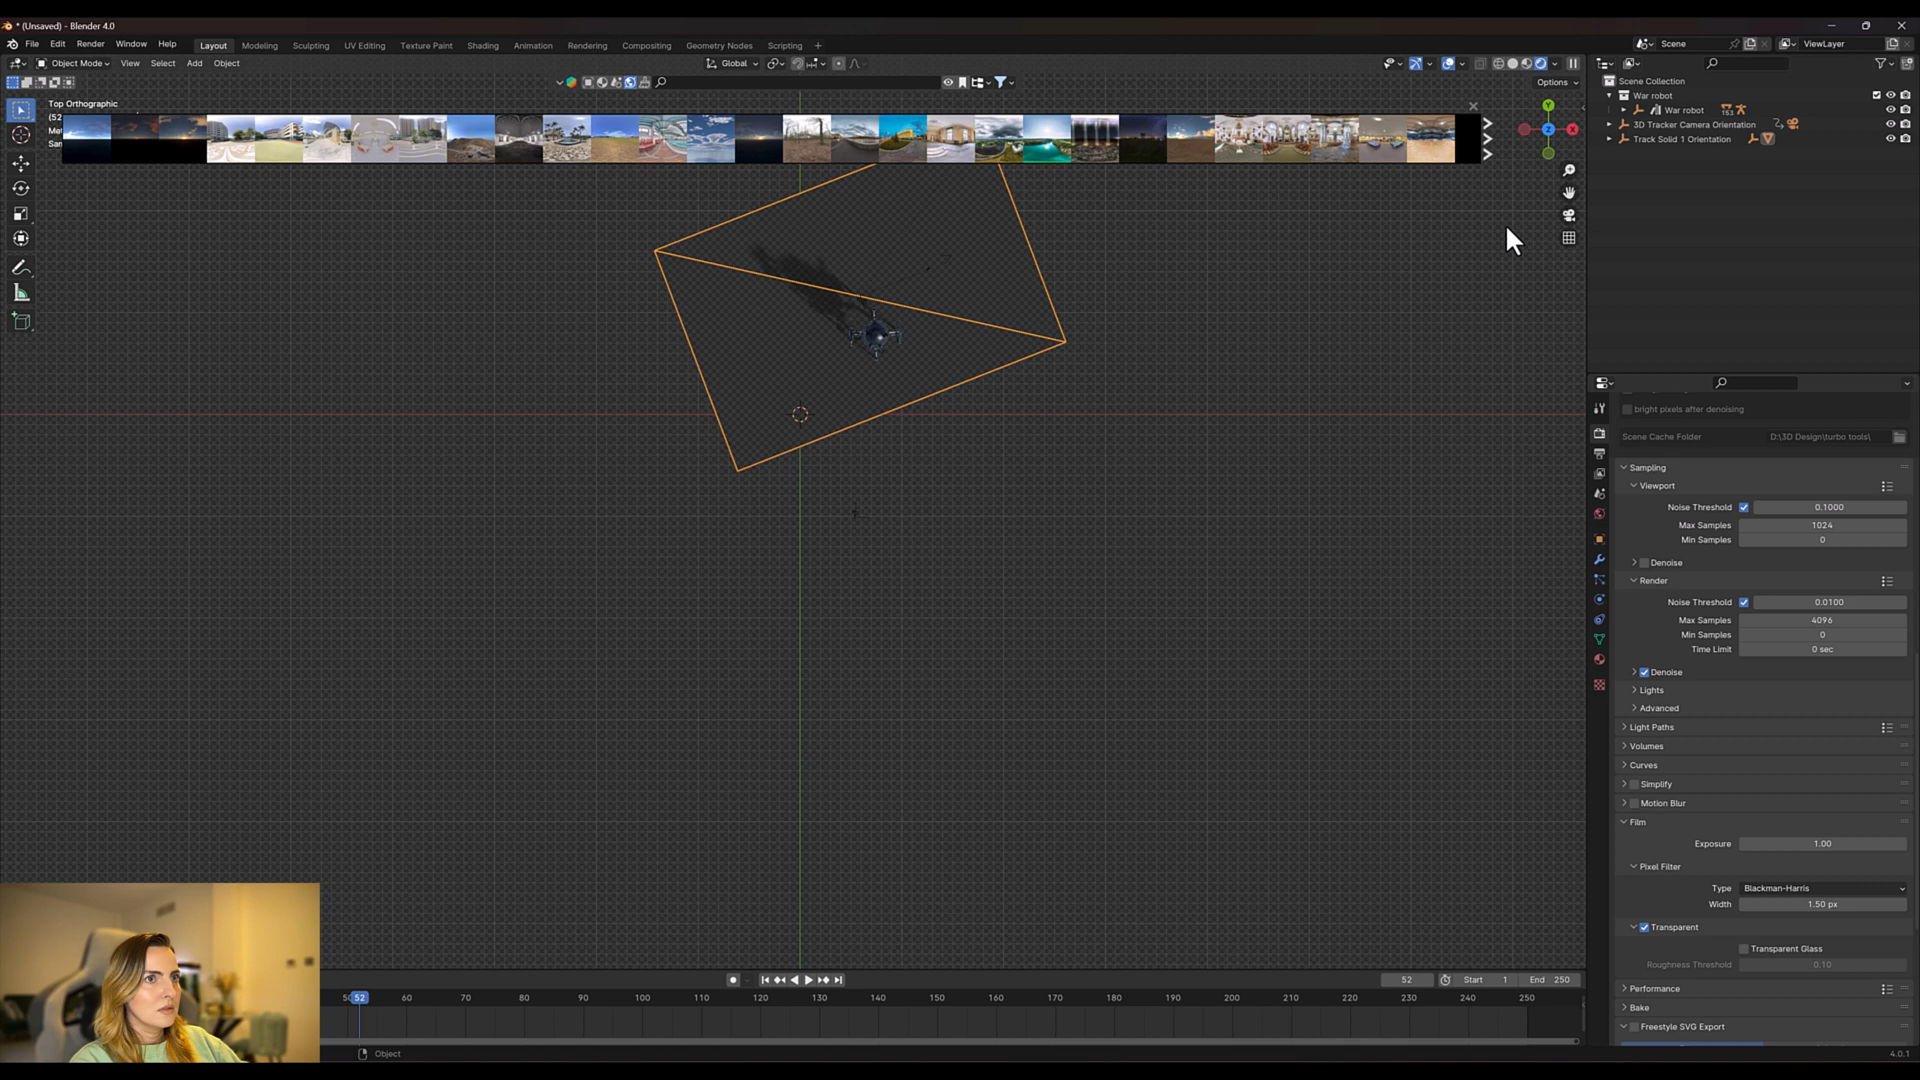 * (Unsaved) - Blender 4.0
File Edit Render Window Help
Layout Modeling Sculpting UV Editing Texture Paint Shading Animation Rendering Compositing Geometry Nodes Scripting +
Scene
ViewLayer
Object Mode View Select Add Object
Global
Options
Top Orthographic
(52
Met
Sam
Y
Z
X
Scene Collection
War robot
War robot
153
3D Tracker Camera Orientation
Track Solid 1 Orientation
bright pixels after denoising
Scene Cache Folder D:\3D Design\turbo tools\
Sampling
Viewport
Noise Threshold 0.1000
Max Samples 1024
Min Samples 0
Denoise
Render
Noise Threshold 0.0100
Max Samples 4096
Min Samples 0
Time Limit 0 sec
Denoise
Lights
Advanced
Light Paths
Volumes
Curves
Simplify
Motion Blur
Film
Exposure 1.00
Pixel Filter
Type Blackman-Harris
Width 1.50 px
Transparent
Transparent Glass
Roughness Threshold 0.10
Performance
Bake
Freestyle SVG Export
52 Start 1 End 250
52 60 70 80 90 100 110 120 130 140 150 160 170 180 190 200 210 220 230 240 250
Object
4.0.1